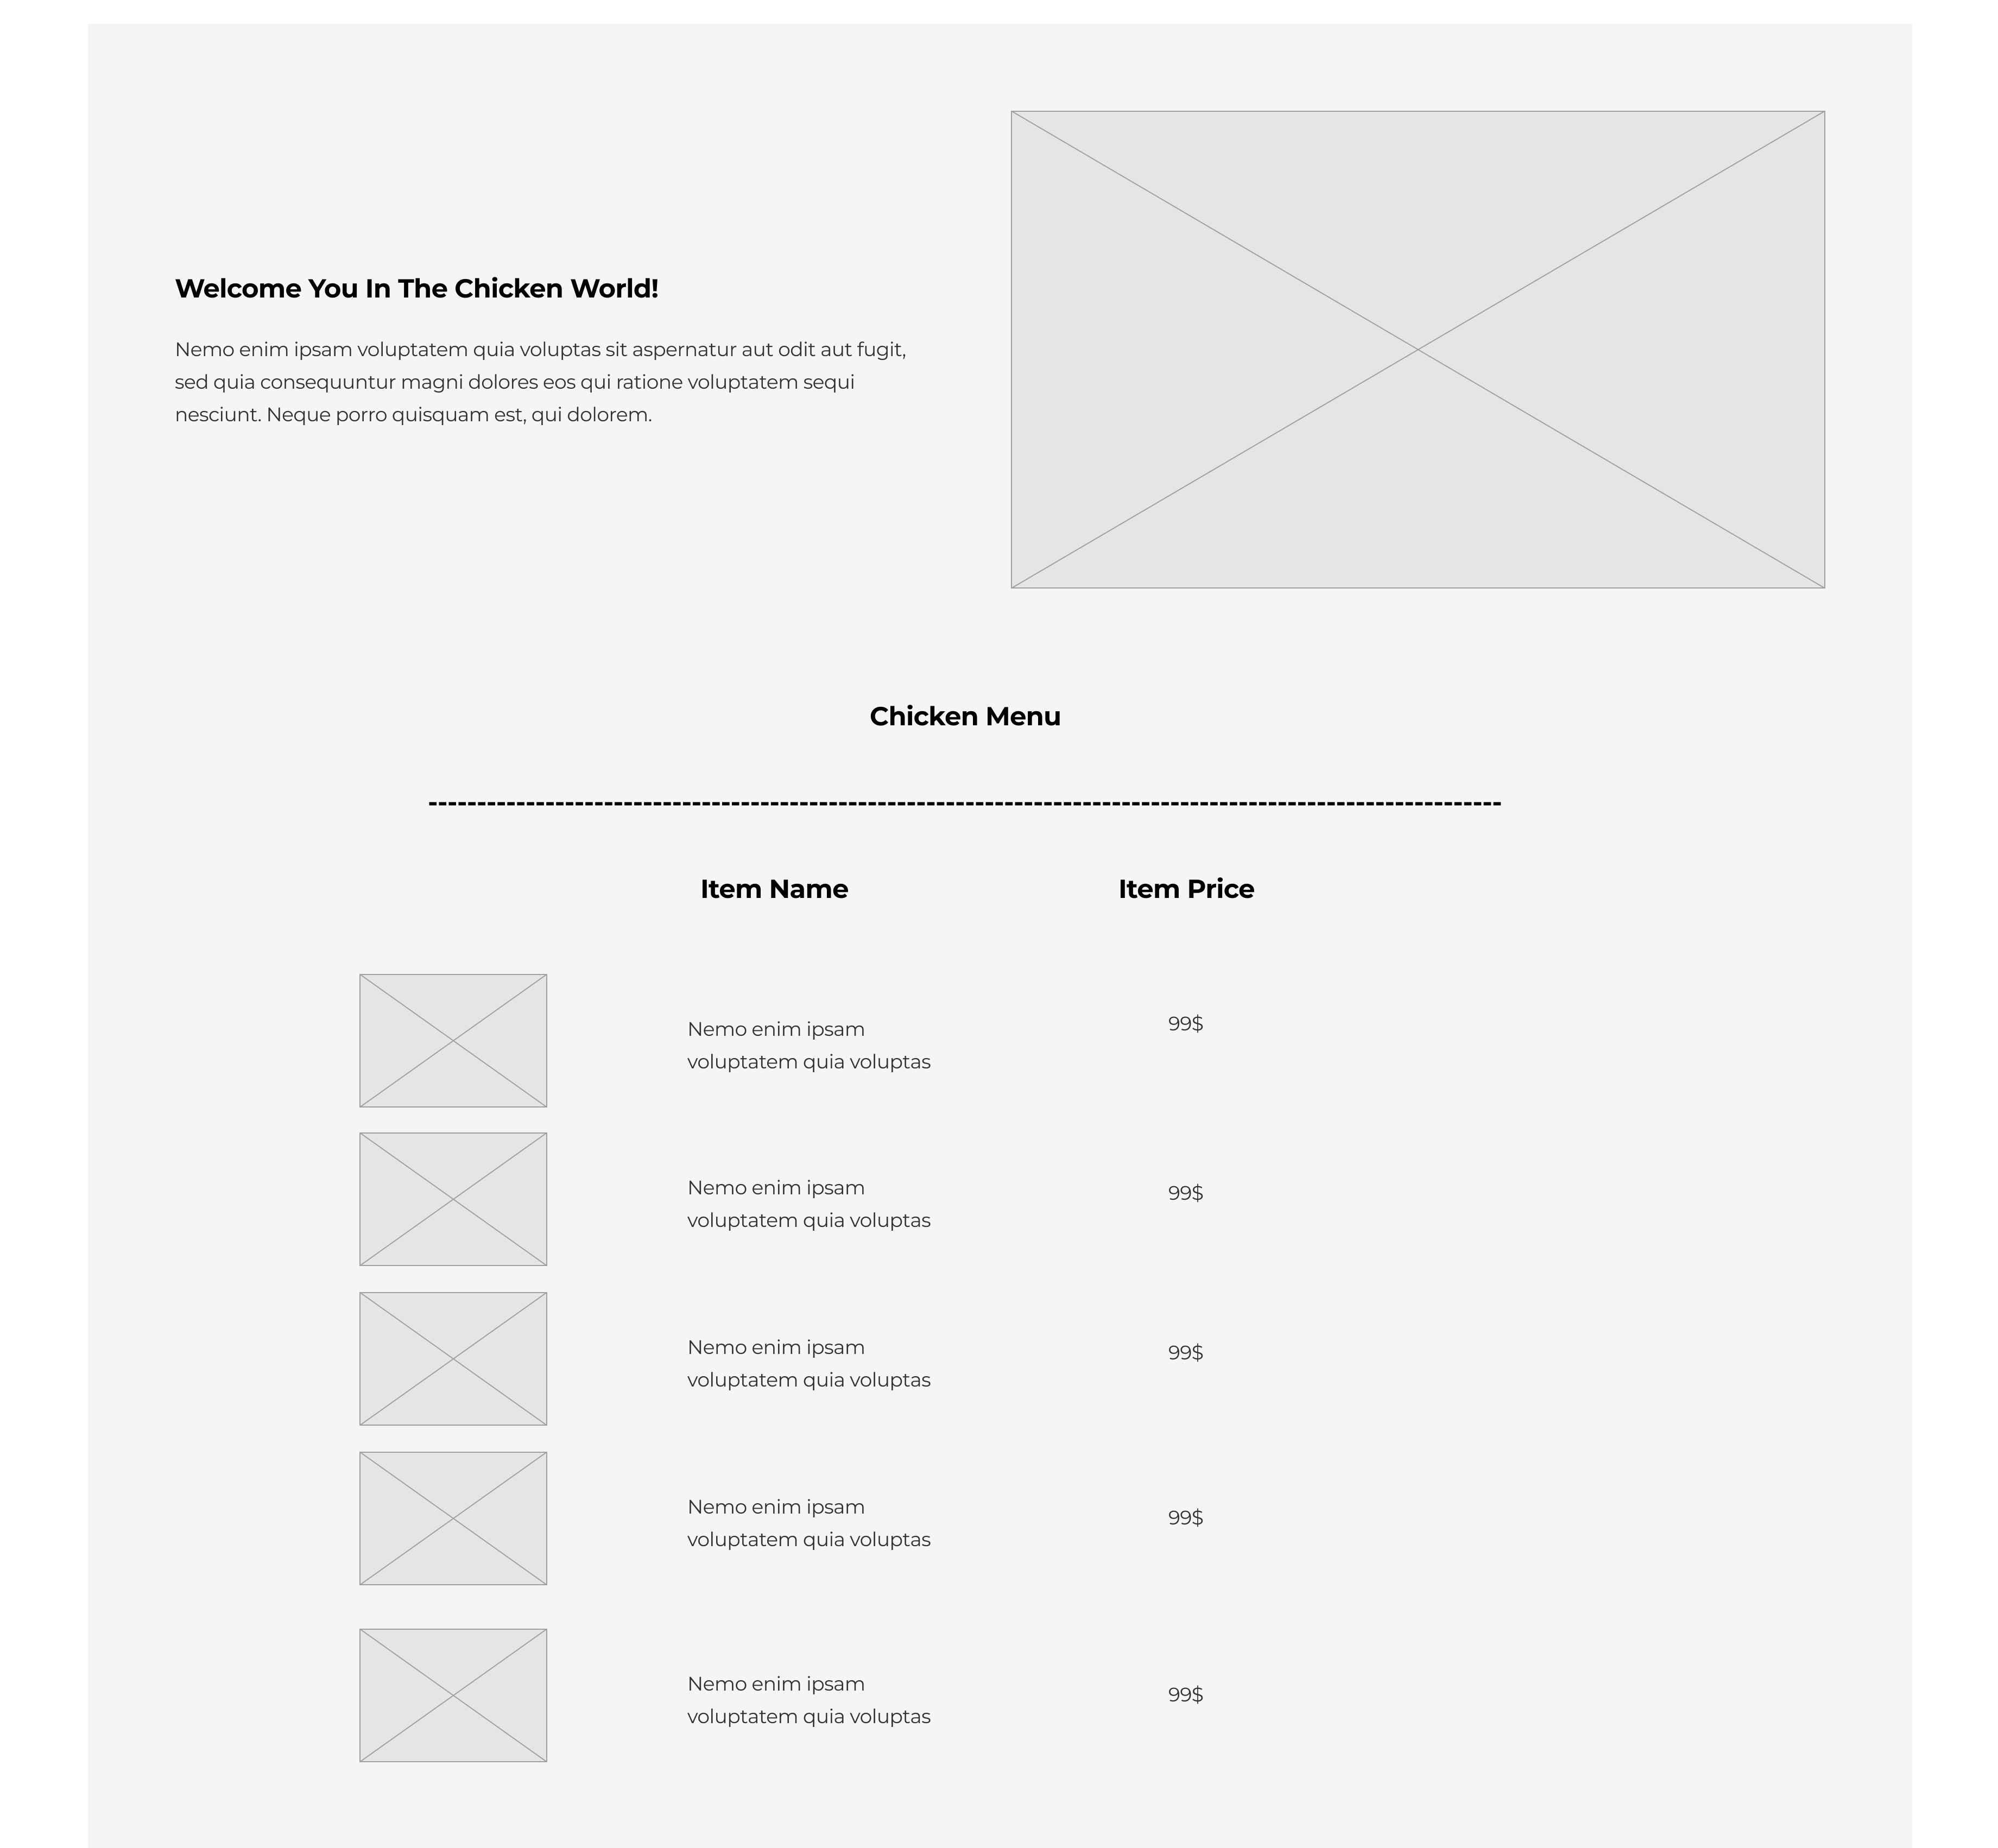 Welcome You In The Chicken World!
Nemo enim ipsam voluptatem quia voluptas sit aspernatur aut odit aut fugit,
sed quia consequuntur magni dolores eos qui ratione voluptatem sequi
nesciunt. Neque porro quisquam est, qui dolorem.
Chicken Menu
Item Name Item Price
Nemo enim ipsam 99$
voluptatem quia voluptas
Nemo enim ipsam 99$
voluptatem quia voluptas
Nemo enim ipsam 99$
voluptatem quia voluptas
Nemo enim ipsam 99$
voluptatem quia voluptas
Nemo enim ipsam 99$
voluptatem quia voluptas